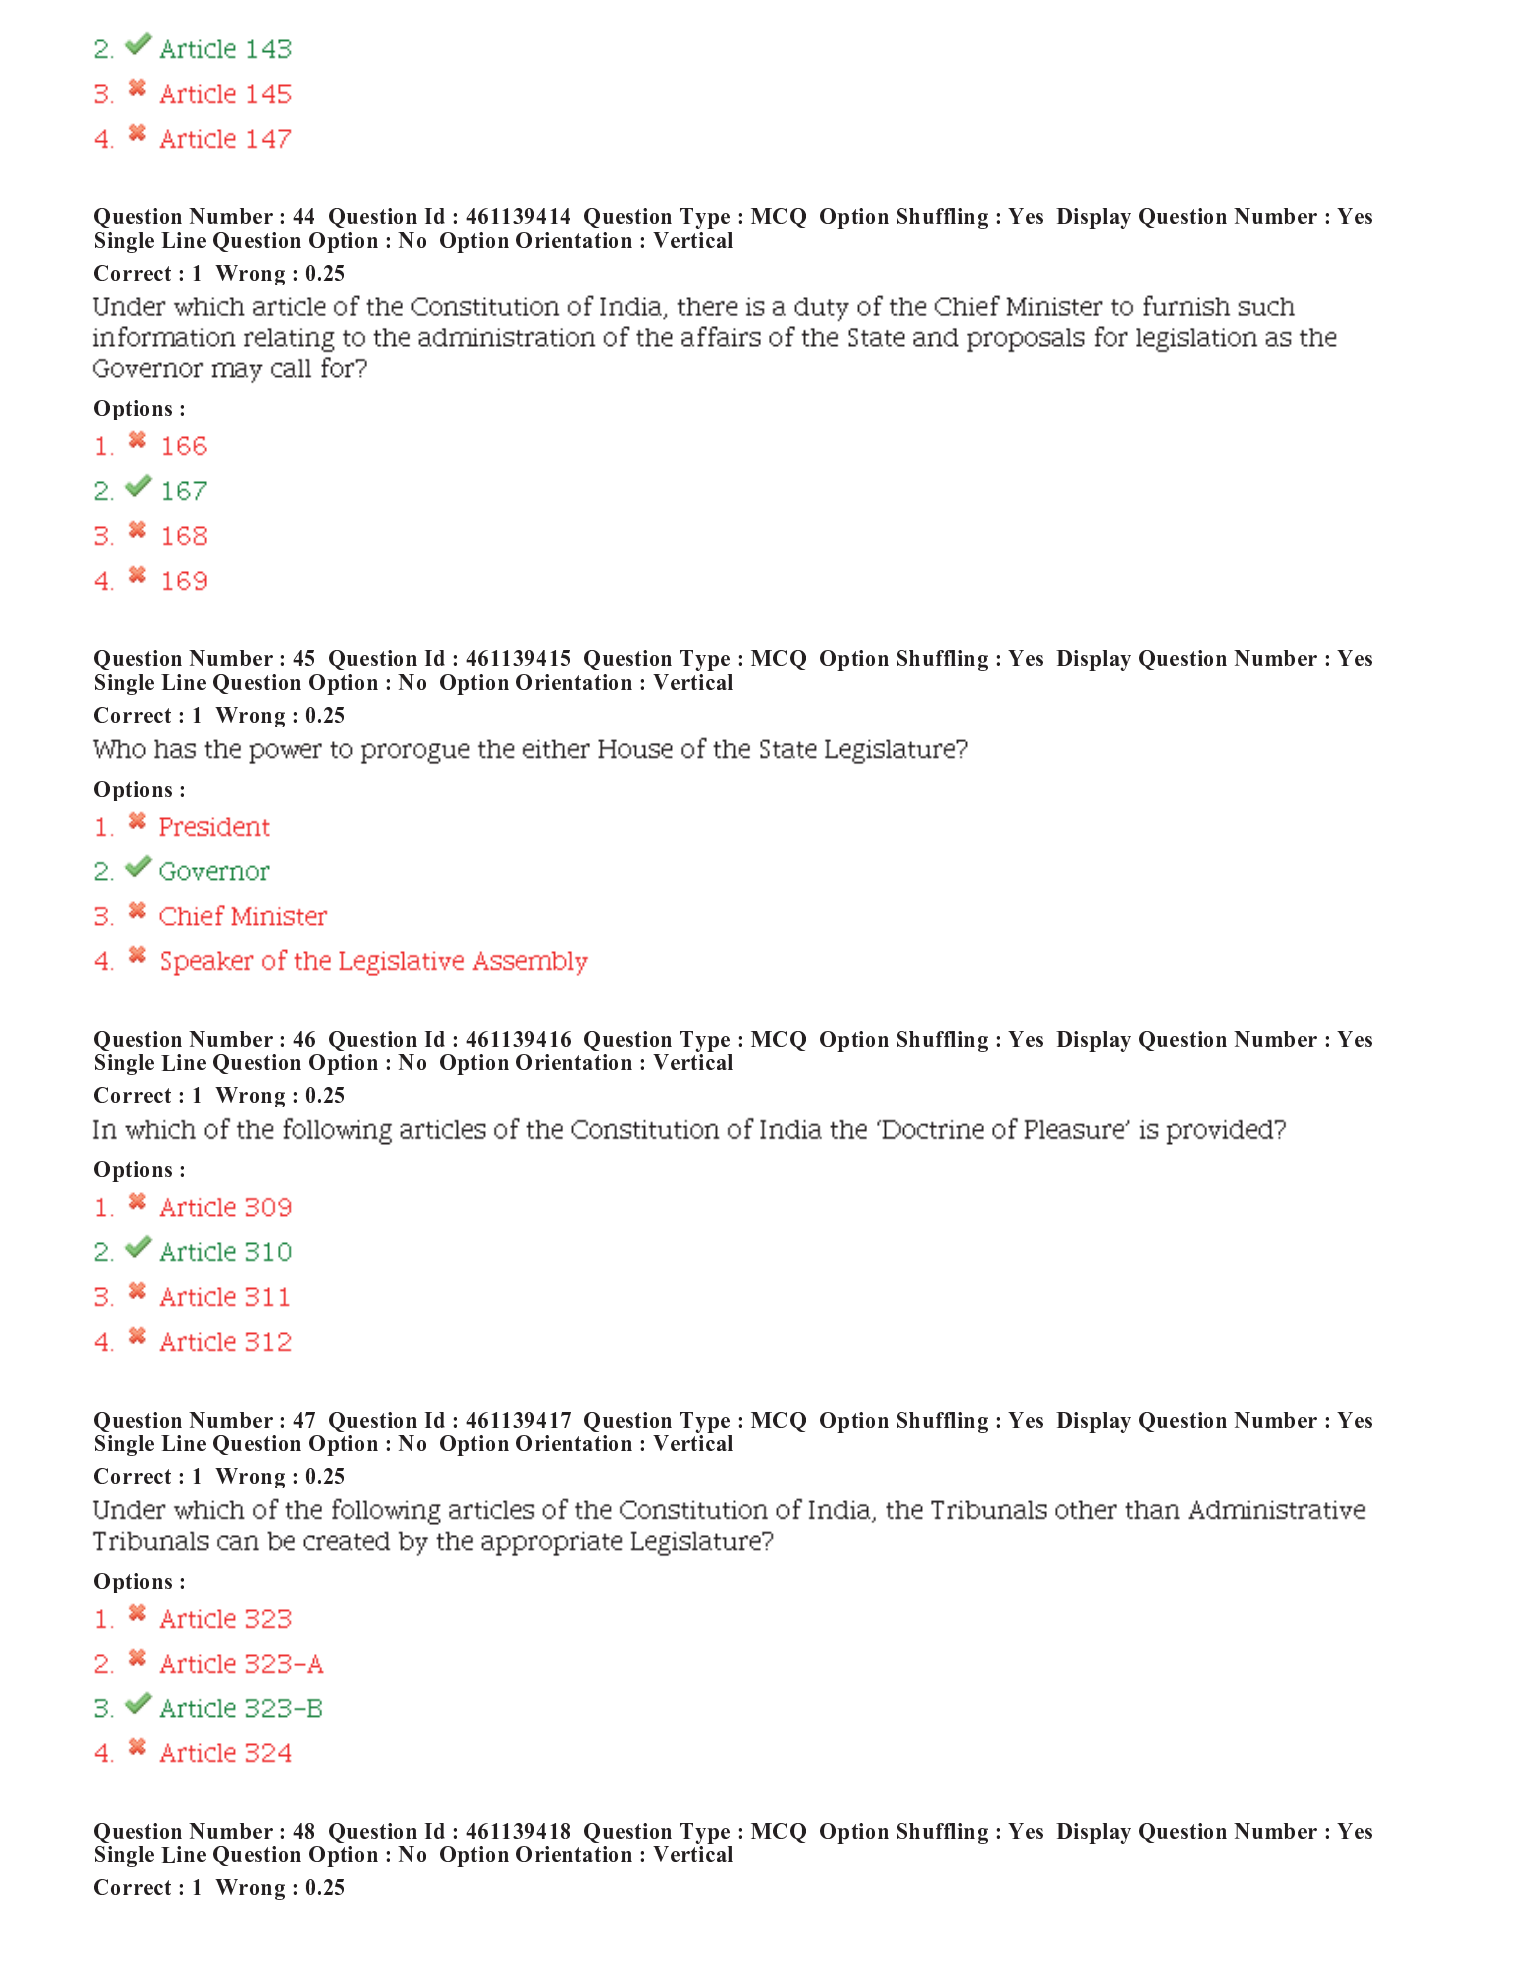 2. Article 143
3. Article 145
4. Article 147
Question Number : 44 Question Id : 461139414 Question Type : MCQ Option Shuffling : Yes Display Question Number : Yes
Single Line Question Option : No Option Orientation : Vertical
Correct : 1 Wrong : 0.25
Under which article of the Constitution of India, there is a duty of the Chief Minister to furnish such
information relating to the administration of the affairs of the State and proposals for legislation as the
Governor may call for?
Options :
1. 166
2. 167
3. 168
4. 169
Question Number : 45 Question Id : 461139415 Question Type : MCQ Option Shuffling : Yes Display Question Number : Yes
Single Line Question Option : No Option Orientation : Vertical
Correct : 1 Wrong : 0.25
Who has the power to prorogue the either House of the State Legislature?
Options :
1. President
2. Governor
3. Chief Minister
4. Speaker of the Legislative Assembly
Question Number : 46 Question Id : 461139416 Question Type : MCQ Option Shuffling : Yes Display Question Number : Yes
Single Line Question Option : No Option Orientation : Vertical
Correct : 1 Wrong : 0.25
In which of the following articles of the Constitution of India the ‘Doctrine of Pleasure’ is provided?
Options :
1. Article 309
2. Article 310
3. Article 311
4. Article 312
Question Number : 47 Question Id : 461139417 Question Type : MCQ Option Shuffling : Yes Display Question Number : Yes
Single Line Question Option : No Option Orientation : Vertical
Correct : 1 Wrong : 0.25
Under which of the following articles of the Constitution of India, the Tribunals other than Administrative
Tribunals can be created by the appropriate Legislature?
Options :
1. Article 323
2. Article 323-A
3. Article 323-B
4. Article 324
Question Number : 48 Question Id : 461139418 Question Type : MCQ Option Shuffling : Yes Display Question Number : Yes
Single Line Question Option : No Option Orientation : Vertical
Correct : 1 Wrong : 0.25